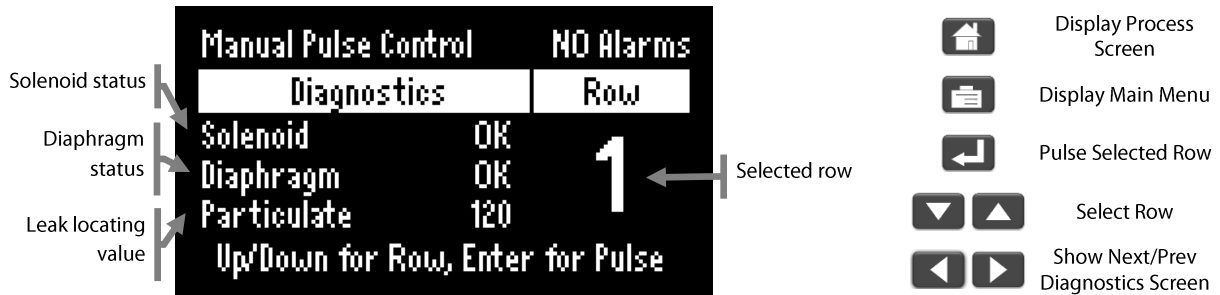 Solenoid status
Diaphragm
status
Leak locating
value
Manual Pulse Control NO Alarms
Diagnostics Row
Solenoid OK
Diaphragm OK
Particulate 120
1
Up/Down for Row, Enter for Pulse
Selected row
Display Process
Screen
Display Main Menu
Pulse Selected Row
Select Row
Show Next/Prev
Diagnostics Screen